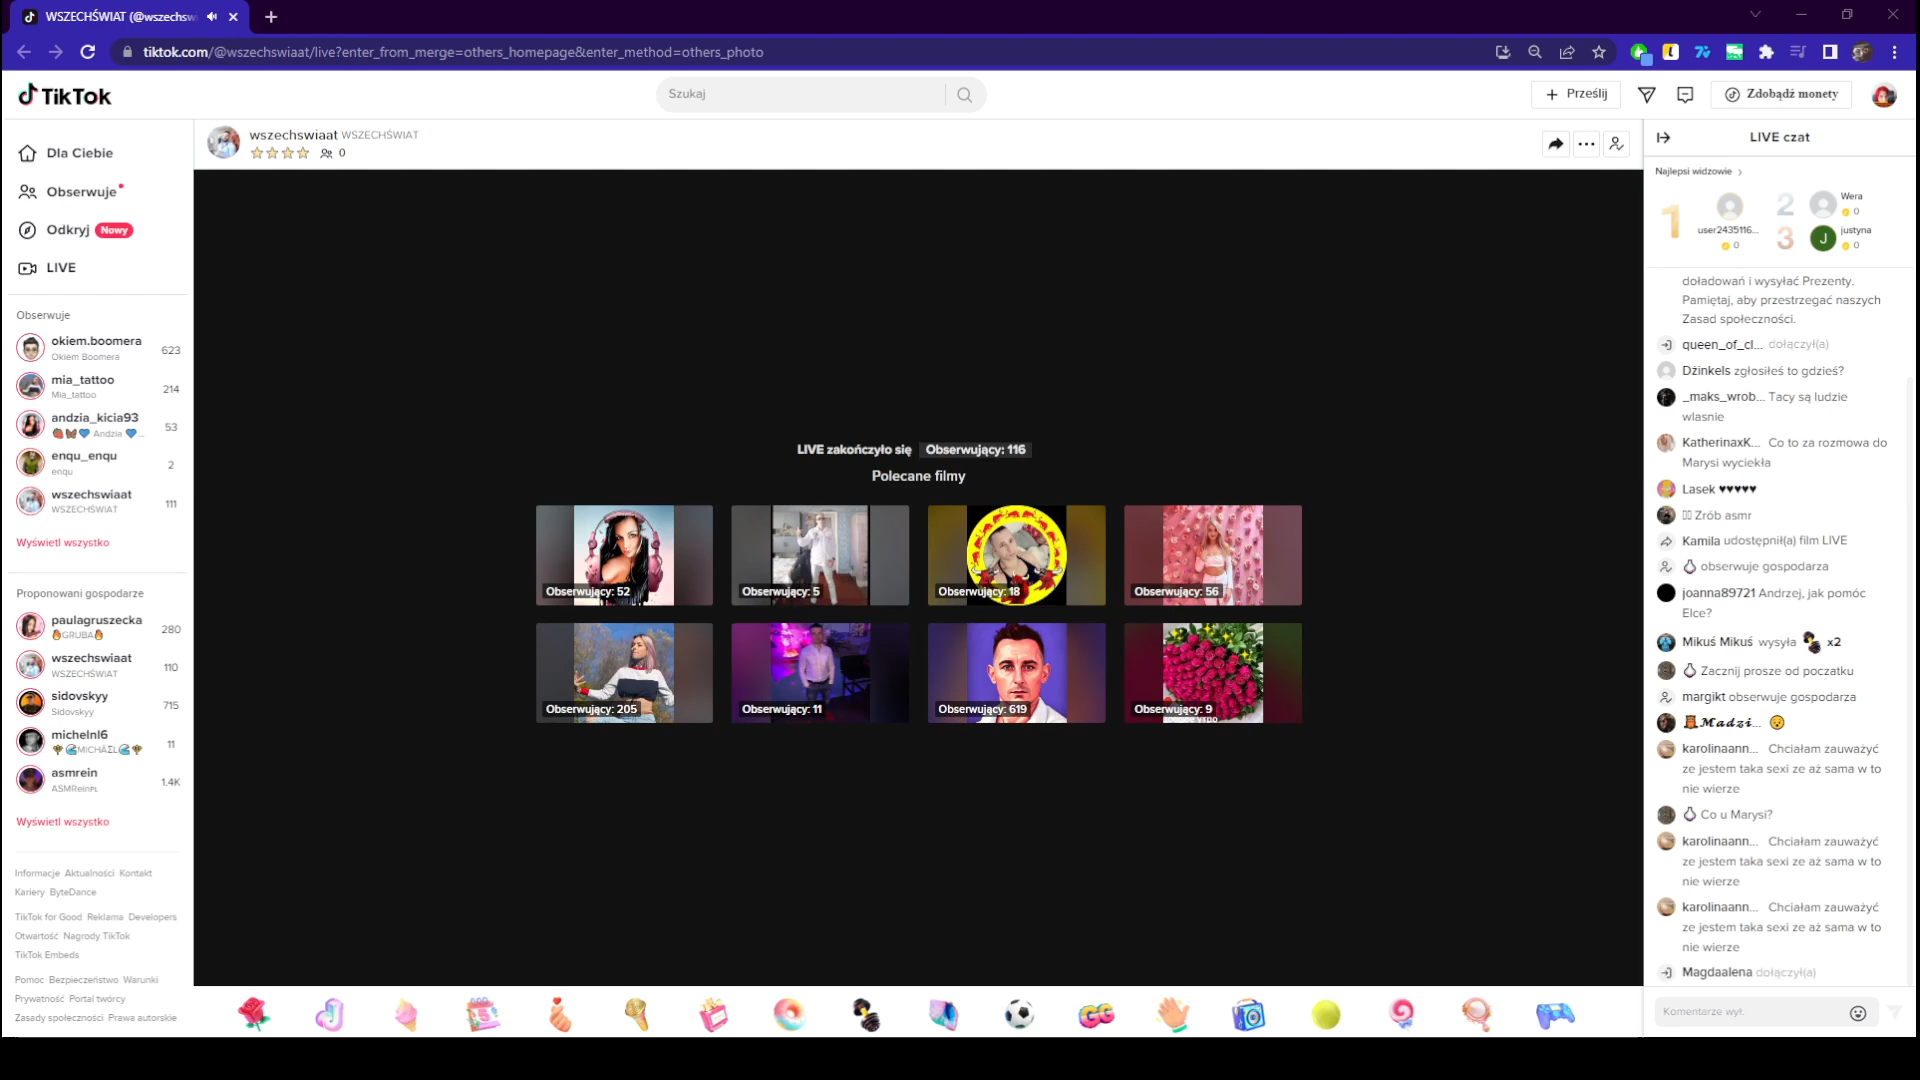 WSZECHŚWIAT (@wszechsw
tiktok.com/@wszechswiaat/live?enter_from_merge=others_homepage&enter_method=others_photo
TikTok
Szukaj
Prześlij
Zdobądź monety
Dla Ciebie
Obserwuje
Odkryj Nowy
LIVE
Obserwuje
okiem.boomera
Okiem Boomera
623
mia_tattoo
Mia_tattoo
214
andzia_kicia93
🍓🦋💙 Andzia 💙...
53
enqu_enqu
enqu
2
wszechswiaat
WSZECHŚWIAT
111
Wyświetl wszystko
Proponowani gospodarze
paulagruszecka
🔥GRUBA🔥
280
wszechswiaat
WSZECHŚWIAT
110
sidovskyy
Sidovskyy
715
michelnl6
🌴🌊MICHÃΣL🌊🌴
11
asmrein
ASMReinPL
1.4K
Wyświetl wszystko
Informacje Aktualności Kontakt
Kariery ByteDance
TikTok for Good Reklama Developers
Otwartość Nagrody TikTok
TikTok Embeds
Pomoc Bezpieczeństwo Warunki
Prywatność Portal twórcy
Zasady społeczności Prawa autorskie
wszechswiaat WSZECHŚWIAT
0
LIVE zakończyło się Obserwujący: 116
Polecane filmy
Obserwujący: 52
Obserwujący: 5
Obserwujący: 18
Obserwujący: 56
Obserwujący: 205
Obserwujący: 11
Obserwujący: 619
Obserwujący: 9
GG
LIVE czat
Najlepsi widzowie
1
user2435116...
0
2
Wera
0
3
J
justyna
0
doładowań i wysyłać Prezenty.
Pamiętaj, aby przestrzegać naszych
Zasad społeczności.
queen_of_cl... dołączył(a)
Dżinkels zgłosiłeś to gdzieś?
_maks_wrob... Tacy są ludzie
wlasnie
KatherinaxK... Co to za rozmowa do
Marysi wyciekła
Lasek ♥♥♥♥♥
Zrób asmr
Kamila udostępnił(a) film LIVE
obserwuje gospodarza
joanna89721 Andrzej, jak pomóc
Elce?
Mikuś Mikuś wysyła x2
Zacznij prosze od poczatku
margikt obserwuje gospodarza
𝓜𝓪𝓭𝔃𝓲... 😯
karolinaann... Chciałam zauważyć
ze jestem taka sexi ze aż sama w to
nie wierze
Co u Marysi?
karolinaann... Chciałam zauważyć
ze jestem taka sexi ze aż sama w to
nie wierze
karolinaann... Chciałam zauważyć
ze jestem taka sexi ze aż sama w to
nie wierze
Magdaalena dołączył(a)
Komentarze wył.